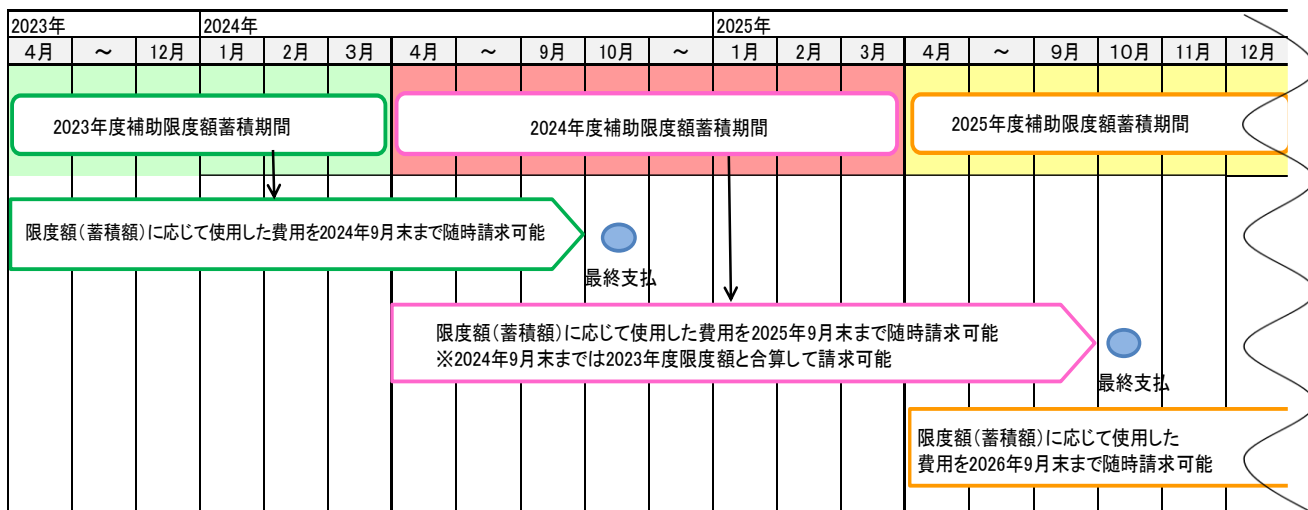 2023年 2024年 2025年
4月 ～ 12月 1月 2月 3月 4月 ～ 9月 10月 ～ 1月 2月 3月 4月 ～ 9月 10月 11月 12月
2023年度補助限度額蓄積期間
2024年度補助限度額蓄積期間
2025年度補助限度額蓄積期間
限度額（蓄積額）に応じて使用した費用を2024年9月末まで随時請求可能
最終支払
限度額（蓄積額）に応じて使用した費用を2025年9月末まで随時請求可能
※2024年9月末までは2023年度限度額と合算して請求可能
最終支払
限度額（蓄積額）に応じて使用した
費用を2026年9月末まで随時請求可能